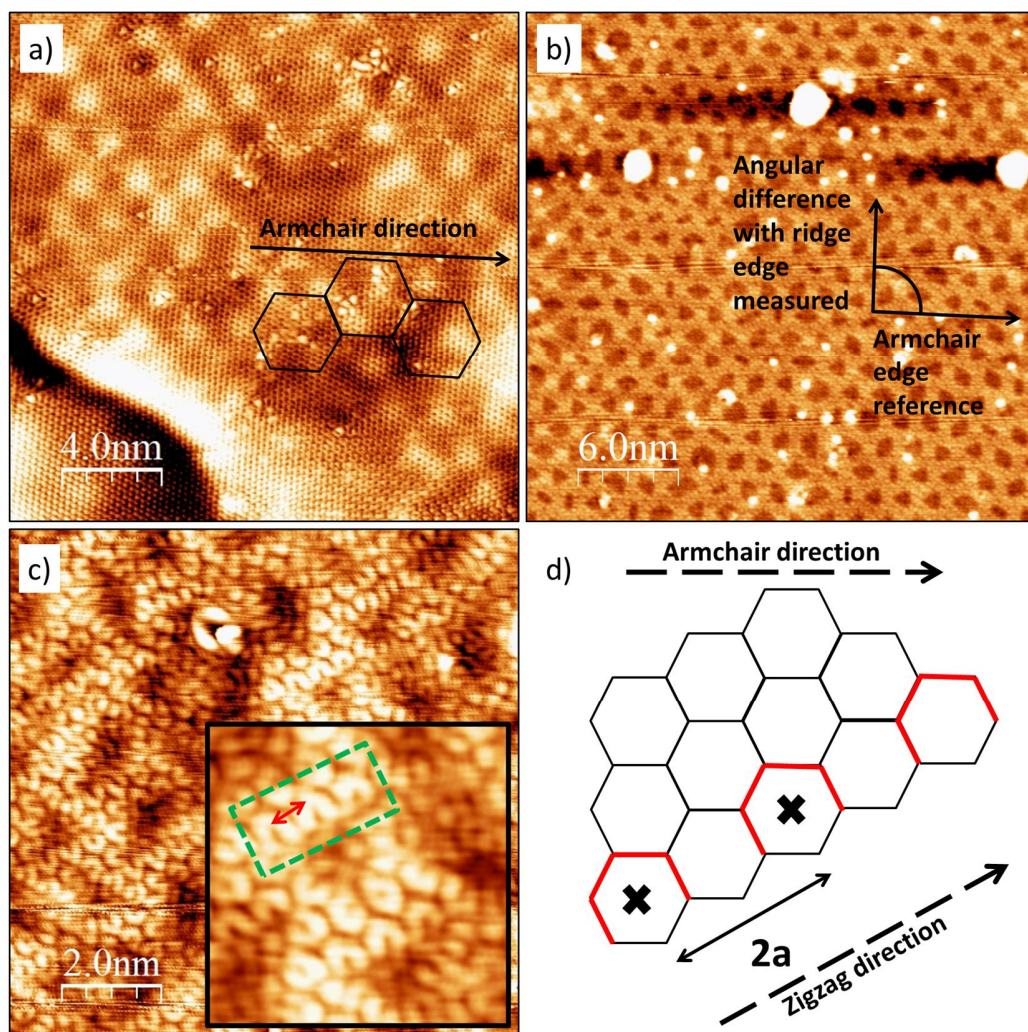 a)
Armchair direction
4.0nm
b)
Angular
difference
with ridge
edge
measured
Armchair
edge
reference
6.0nm
c)
2.0nm
d)
Armchair direction
2a
Zigzag direction